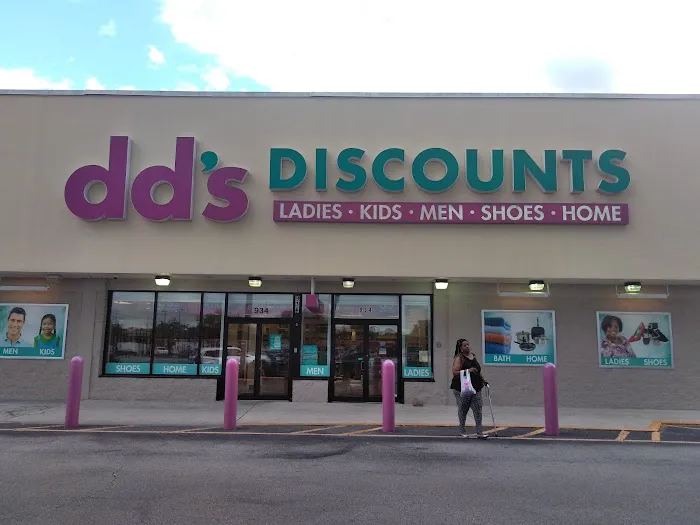 dd's DISCOUNTS
LADIES · KIDS · MEN · SHOES · HOME
934
934
MEN KIDS
SHOES HOME KIDS
MEN
LADIES
BATH HOME
LADIES SHOES